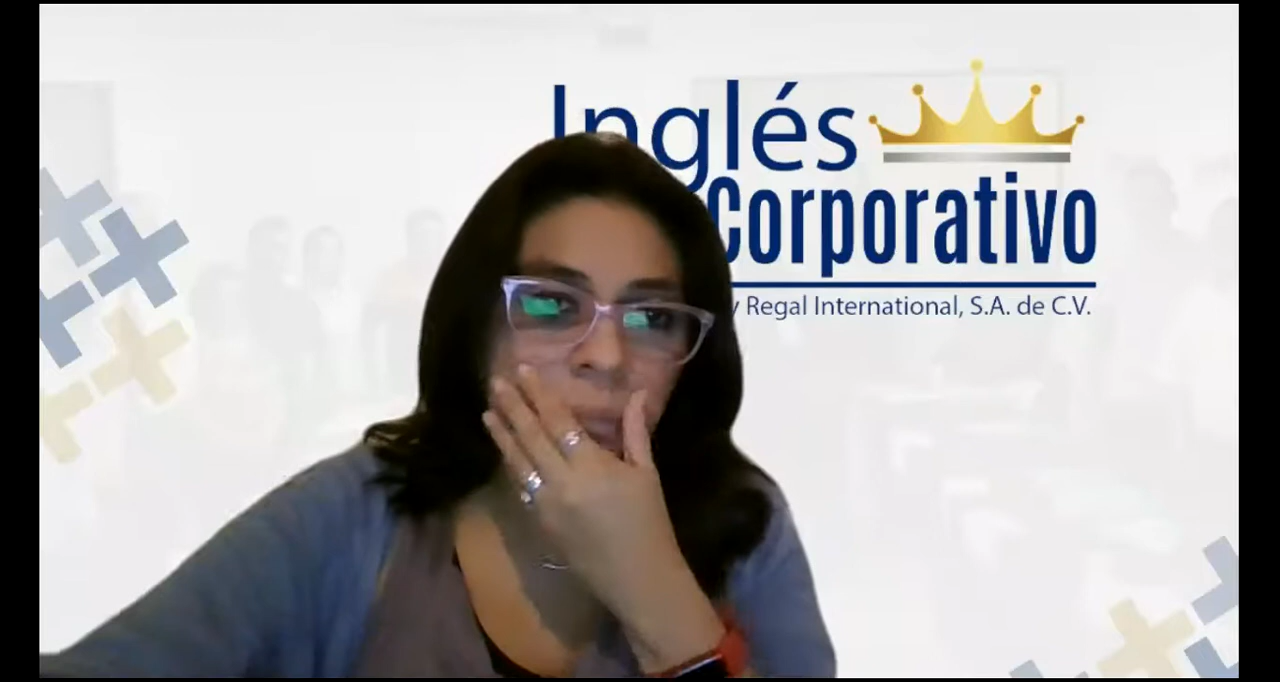 Inglés
Corporativo
y Regal International, S.A. de C.V.